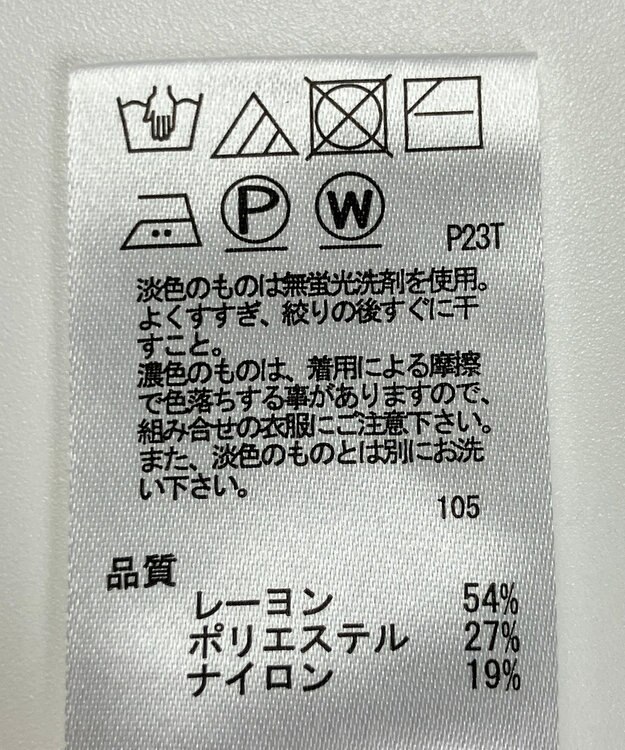 P W P23T
淡色のものは無蛍光洗剤を使用。
よくすすぎ、絞りの後すぐに干
すこと。
濃色のものは、着用による摩擦
で色落ちする事がありますので、
組み合せの衣服にご注意下さい。
また、淡色のものとは別にお洗
い下さい。
105
品質
レーヨン 54%
ポリエステル 27%
ナイロン 19%